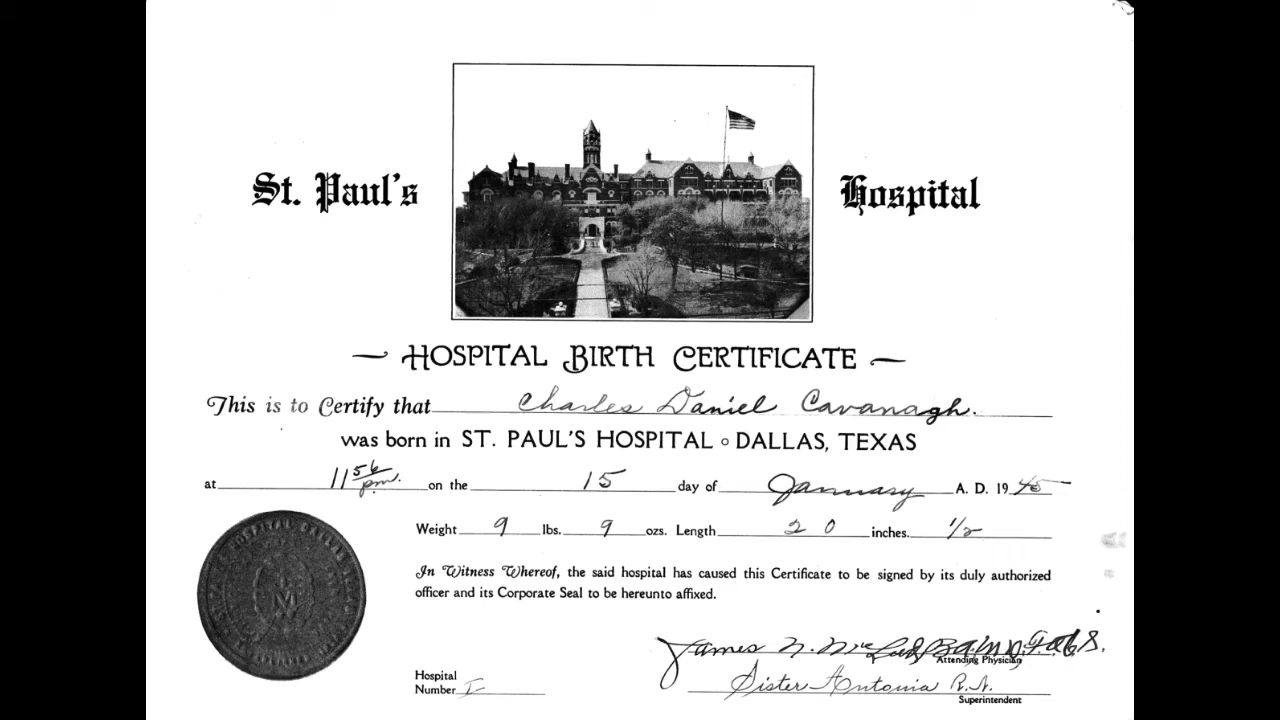 St. Paul's Hospital
HOSPITAL BIRTH CERTIFICATE
This is to Certify that Charles Daniel Cavanagh.
was born in ST. PAUL'S HOSPITAL DALLAS, TEXAS
at 11 56 pm. on the 15 day of January A. D. 19 45
Weight 9 lbs. 9 ozs. Length 20 inches. 1/2
In Witness Whereof, the said hospital has caused this Certificate to be signed by its duly authorized
officer and its Corporate Seal to be hereunto affixed.
James N.
Attending Physician
Hospital
Sister Antonia R.N.
Number
Superintendent